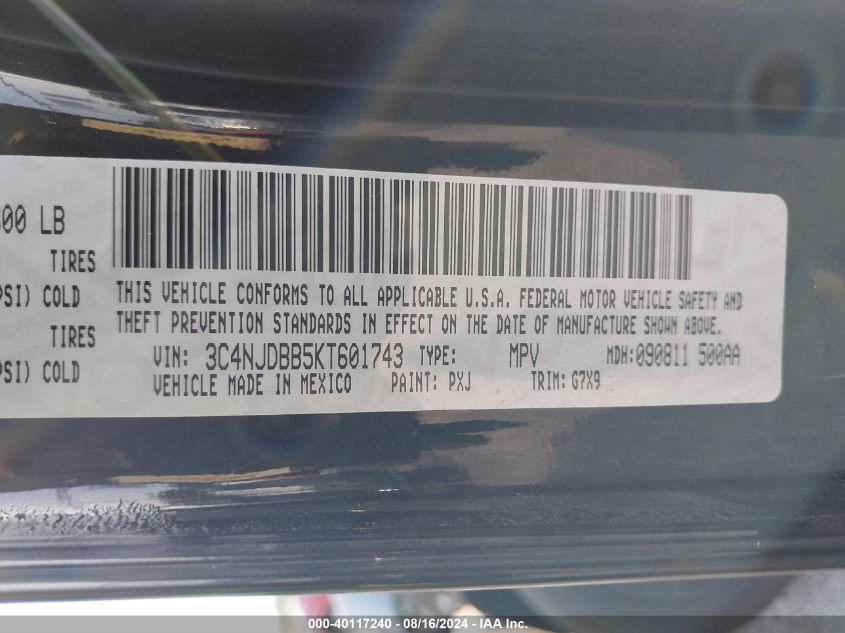 00 LB
TIRES
PSI) COLD
TIRES
PSI) COLD
THIS VEHICLE CONFORMS TO ALL APPLICABLE U.S.A. FEDERAL MOTOR VEHICLE SAFETY AND
THEFT PREVENTION STANDARDS IN EFFECT ON THE DATE OF MANUFACTURE SHOWN ABOVE.
VIN: 3C4NJDBB5KT601743 TYPE: MPV MDH:090811 500AA
VEHICLE MADE IN MEXICO PAINT: PXJ TRIM: G7X9
000-40117240 - 08/16/2024 - IAA Inc.